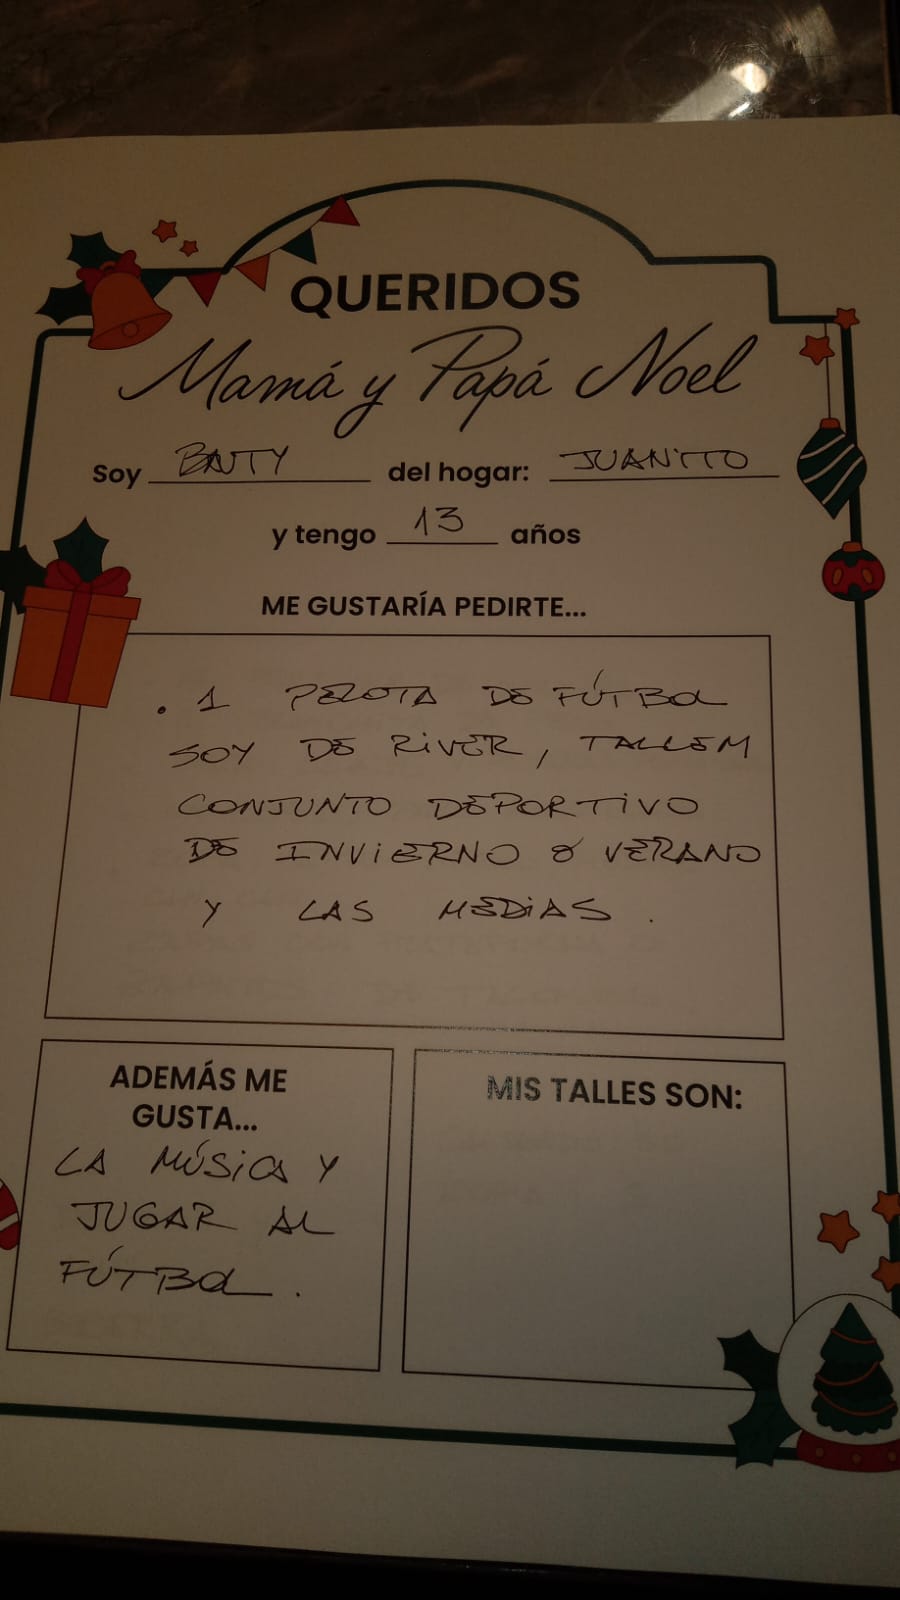 QUERIDOS
Mamá y Papá Noel
Soy BAUTY del hogar: JUANITO
y tengo 13 años
ME GUSTARÍA PEDIRTE...
. 1 PELOTA DE FÚTBOL
SOY DE RIVER, TALLE M
CONJUNTO DEPORTIVO
DE INVIERNO O VERANO
Y LAS MEDIAS.
ADEMÁS ME
GUSTA...
LA MÚSICA Y
JUGAR AL
FÚTBOL.
MIS TALLES SON: